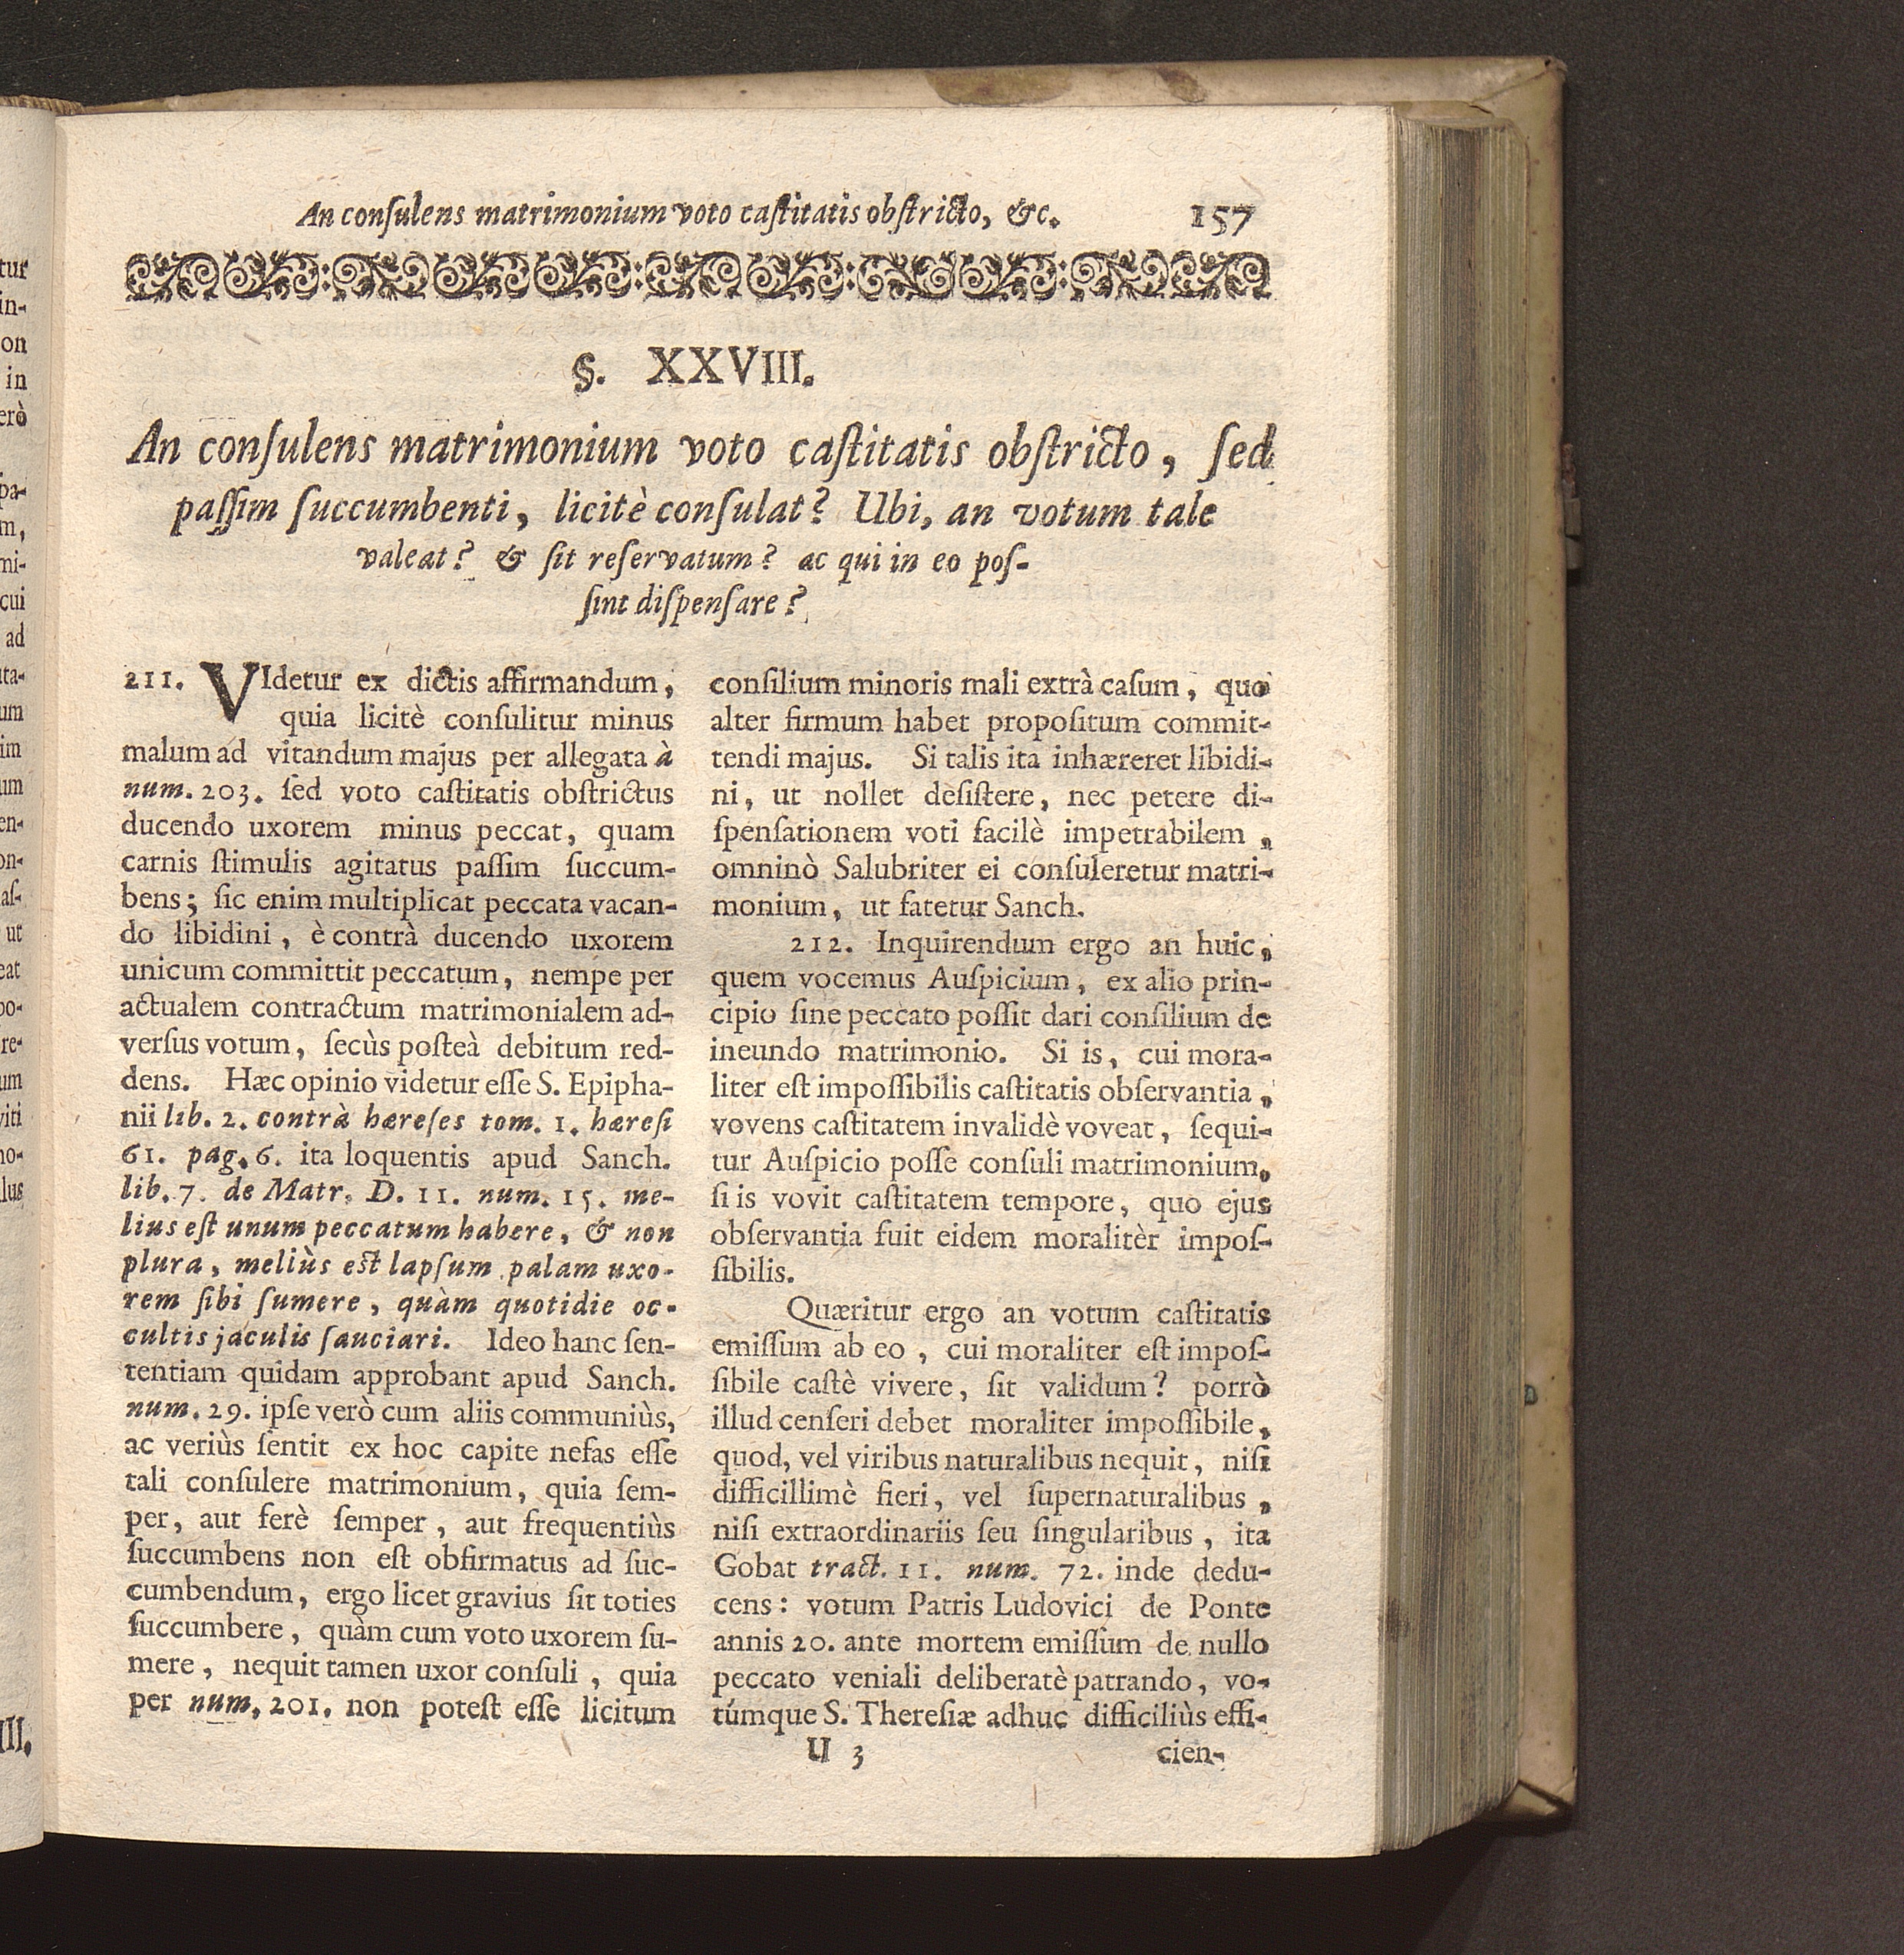 An conſulens matrimonium voto caſtitatis obſtricto, &c. 157
§. XXVIII.
An conſulens matrimonium voto caſtitatis obſtricto, ſed
paſſim ſuccumbenti, licitè conſulat? Ubi, an votum tale
valeat? & ſit reſervatum? ac qui in eo poſ-
ſint diſpenſare?
211. VIdetur ex dictis affirmandum,
quia licitè conſulitur minus
malum ad vitandum majus per allegata à
num. 203. ſed voto caſtitatis obſtrictus
ducendo uxorem minus peccat, quam
carnis ſtimulis agitatus paſſim ſuccum-
bens; ſic enim multiplicat peccata vacan-
do libidini, è contrà ducendo uxorem
unicum committit peccatum, nempe per
actualem contractum matrimonialem ad-
verſus votum, ſecùs poſteà debitum red-
dens. Hæc opinio videtur eſſe S. Epipha-
nii lib. 2. contrà hæreſes tom. 1. hæreſi
61. pag. 6. ita loquentis apud Sanch.
lib. 7. de Matr. D. 11. num. 15. me-
lius eſt unum peccatum habere, & non
plura, meliùs eſt lapſum palam uxo-
rem ſibi ſumere, quàm quotidie oc-
cultis jaculis ſauciari. Ideo hanc ſen-
tentiam quidam approbant apud Sanch.
num. 29. ipſe verò cum aliis communiùs,
ac veriùs ſentit ex hoc capite nefas eſſe
tali conſulere matrimonium, quia ſem-
per, aut ferè ſemper, aut frequentiùs
ſuccumbens non eſt obfirmatus ad ſuc-
cumbendum, ergo licet gravius ſit toties
ſuccumbere, quàm cum voto uxorem ſu-
mere, nequit tamen uxor conſuli, quia
per num. 201. non poteſt eſſe licitum
conſilium minoris mali extrà caſum, quo
alter firmum habet propoſitum commit-
tendi majus. Si talis ita inhæreret libidi-
ni, ut nollet deſiſtere, nec petere di-
ſpenſationem voti facilè impetrabilem,
omninò Salubriter ei conſuleretur matri-
monium, ut fatetur Sanch.
212. Inquirendum ergo an huic,
quem vocemus Auſpicium, ex alio prin-
cipio ſine peccato poſſit dari conſilium de
ineundo matrimonio. Si is, cui mora-
liter eſt impoſſibilis caſtitatis obſervantia,
vovens caſtitatem invalidè voveat, ſequi-
tur Auſpicio poſſe conſuli matrimonium,
ſi is vovit caſtitatem tempore, quo ejus
obſervantia fuit eidem moralitèr impoſ-
ſibilis.
Quæritur ergo an votum caſtitatis
emiſſum ab eo, cui moraliter eſt impoſ-
ſibile caſtè vivere, ſit validum? porrò
illud cenſeri debet moraliter impoſſibile,
quod, vel viribus naturalibus nequit, niſi
difficillimè fieri, vel ſupernaturalibus,
niſi extraordinariis ſeu ſingularibus, ita
Gobat tract. 11. num. 72. inde dedu-
cens: votum Patris Ludovici de Ponte
annis 20. ante mortem emiſſum de nullo
peccato veniali deliberatè patrando, vo-
túmque S. Thereſiæ adhuc difficiliùs effi-
U 3 cien-